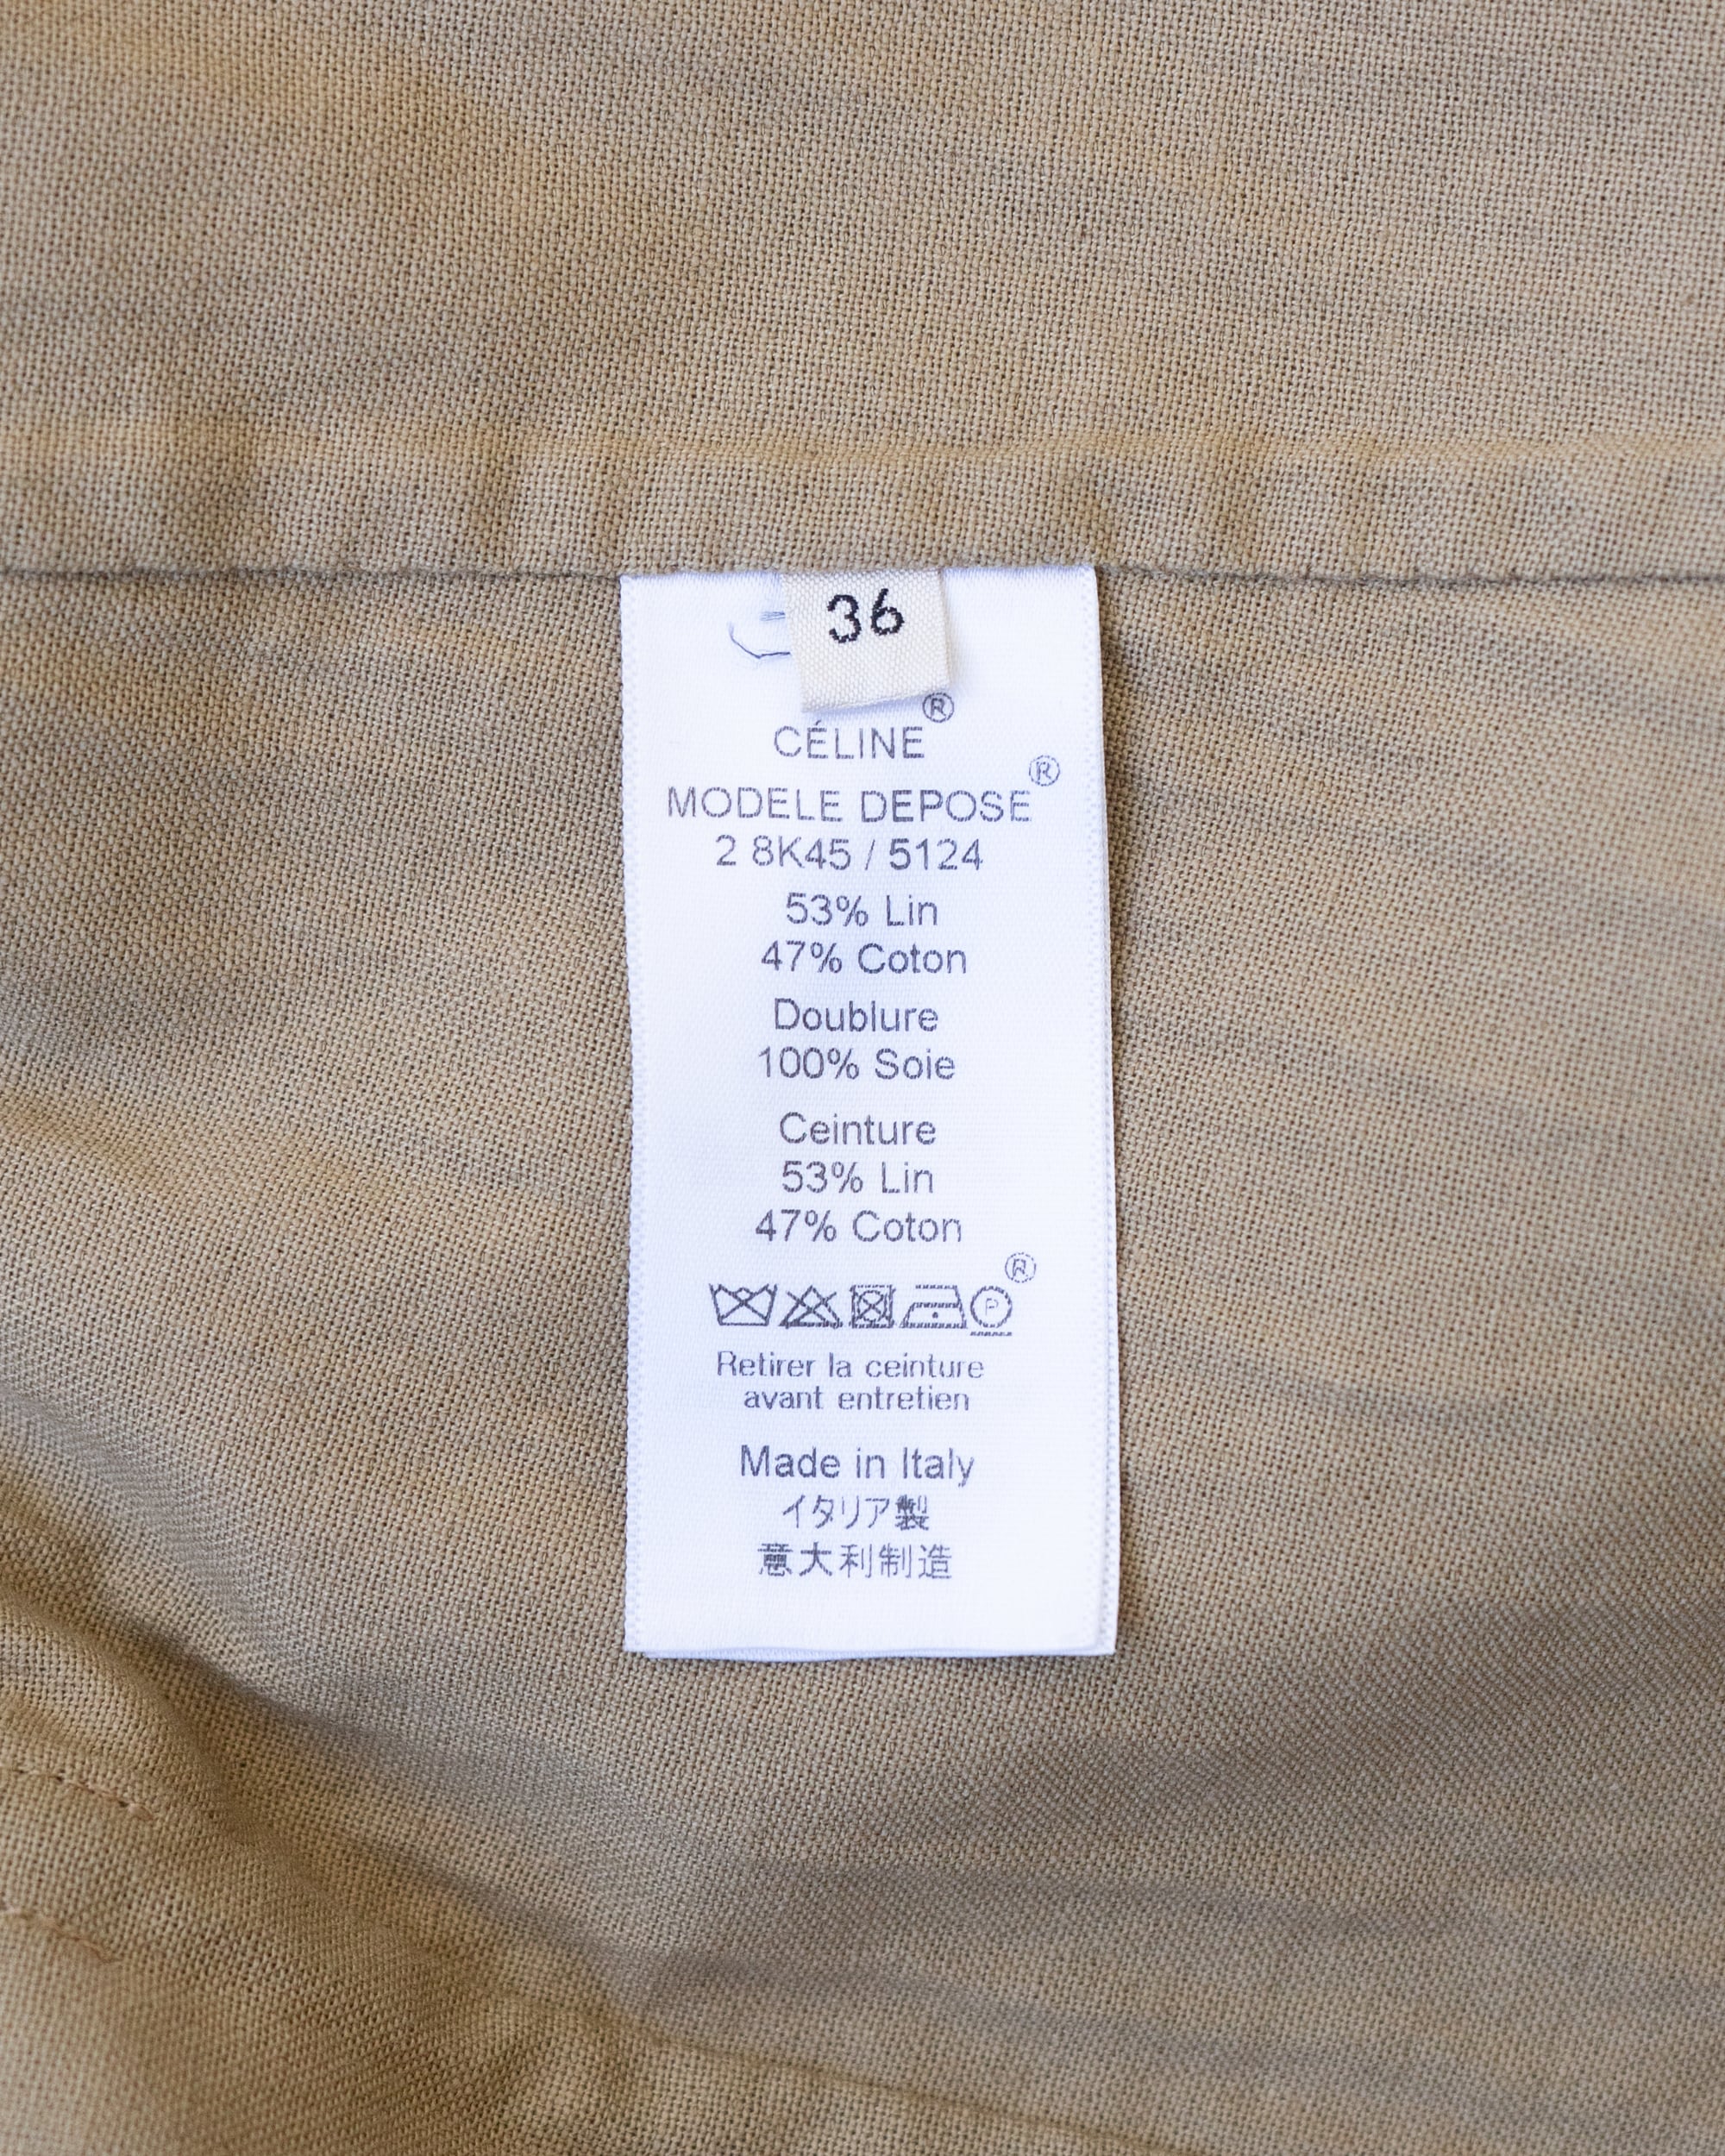 36
CÉLINE®
MODELE DEPOSE®
2 8K45 / 5124
53% Lin
47% Coton
Doublure
100% Soie
Ceinture
53% Lin
47% Coton
®
P
Retirer la ceinture
avant entretien
Made in Italy
イタリア製
意大利制造